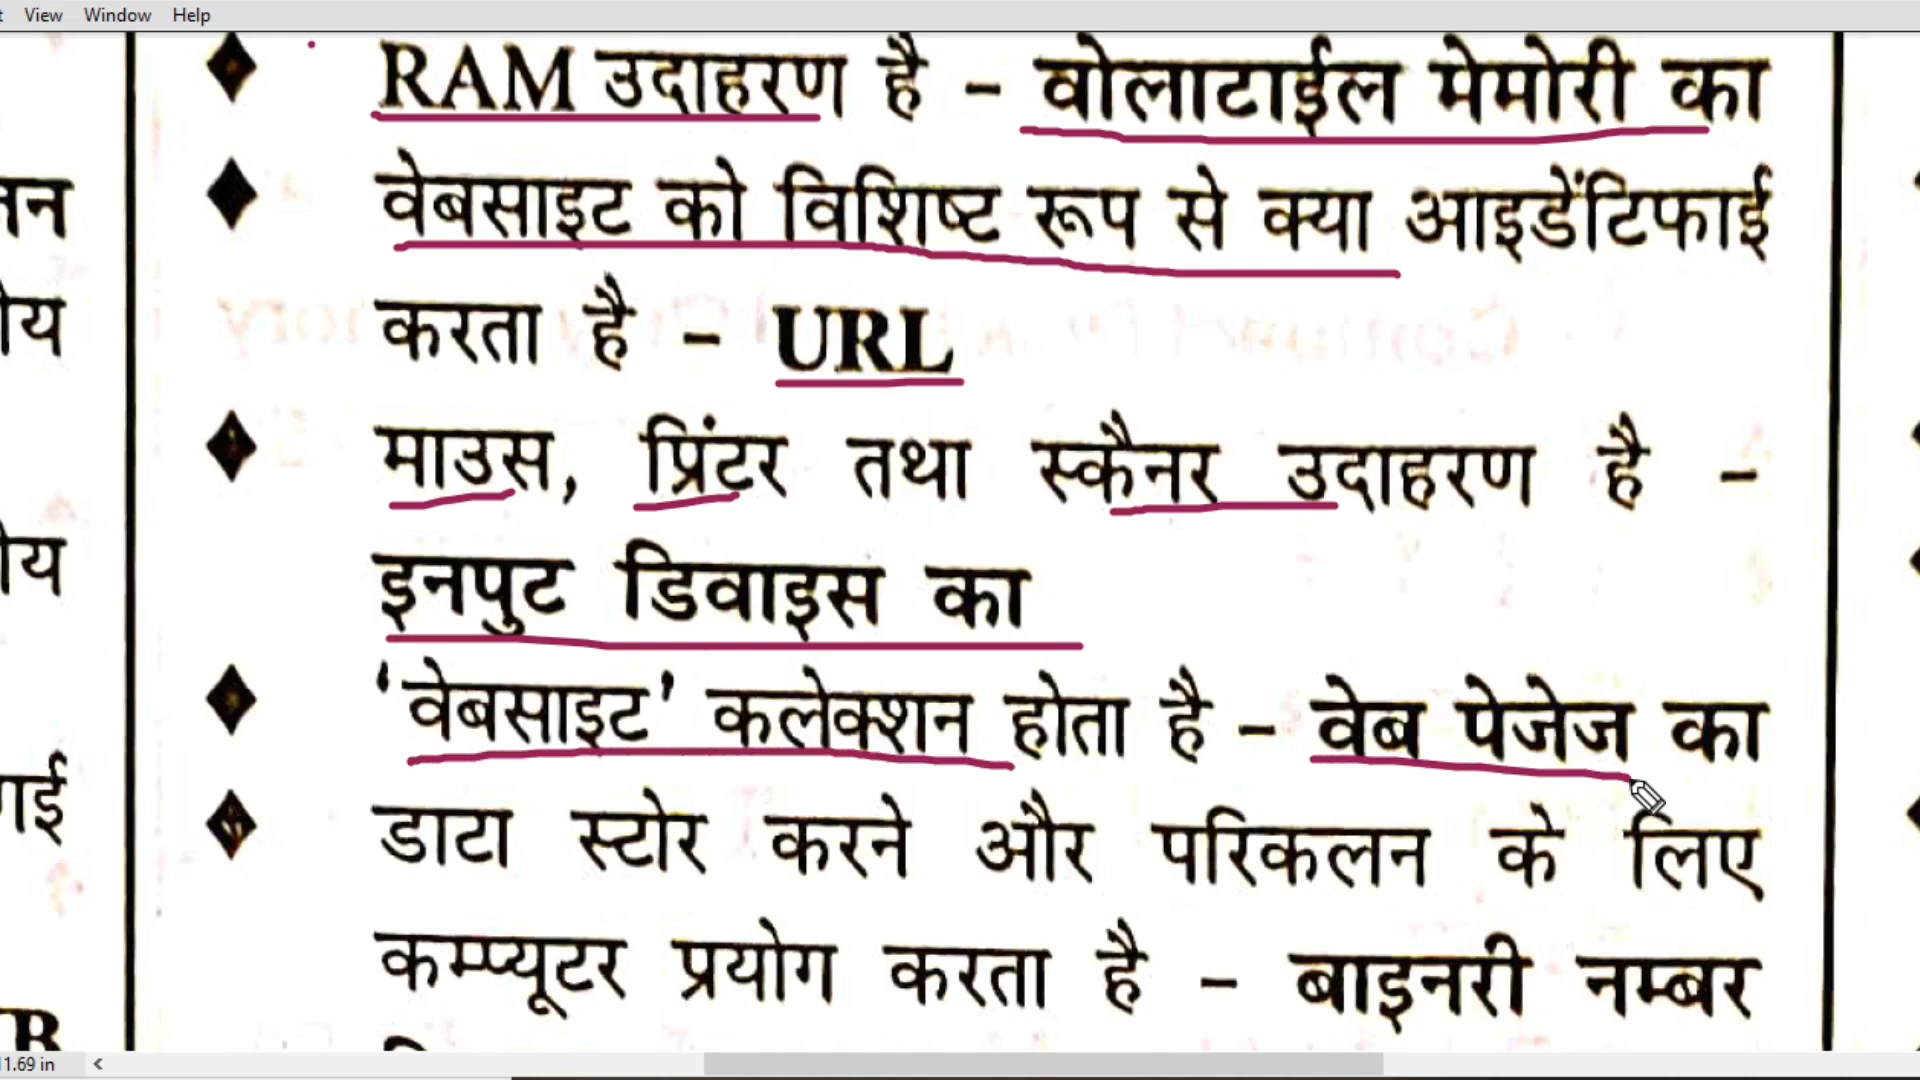 View Window Help
RAM उदाहरण है – वोलाटाईल मेमोरी का
वेबसाइट को विशिष्ट रूप से क्या आइडेंटिफाई
करता है – URL
माउस, प्रिंटर तथा स्कैनर उदाहरण है –
इनपुट डिवाइस का
‘वेबसाइट’ कलेक्शन होता है – वेब पेजेज का
डाटा स्टोर करने और परिकलन के लिए
कम्प्यूटर प्रयोग करता है – बाइनरी नम्बर
11.69 in